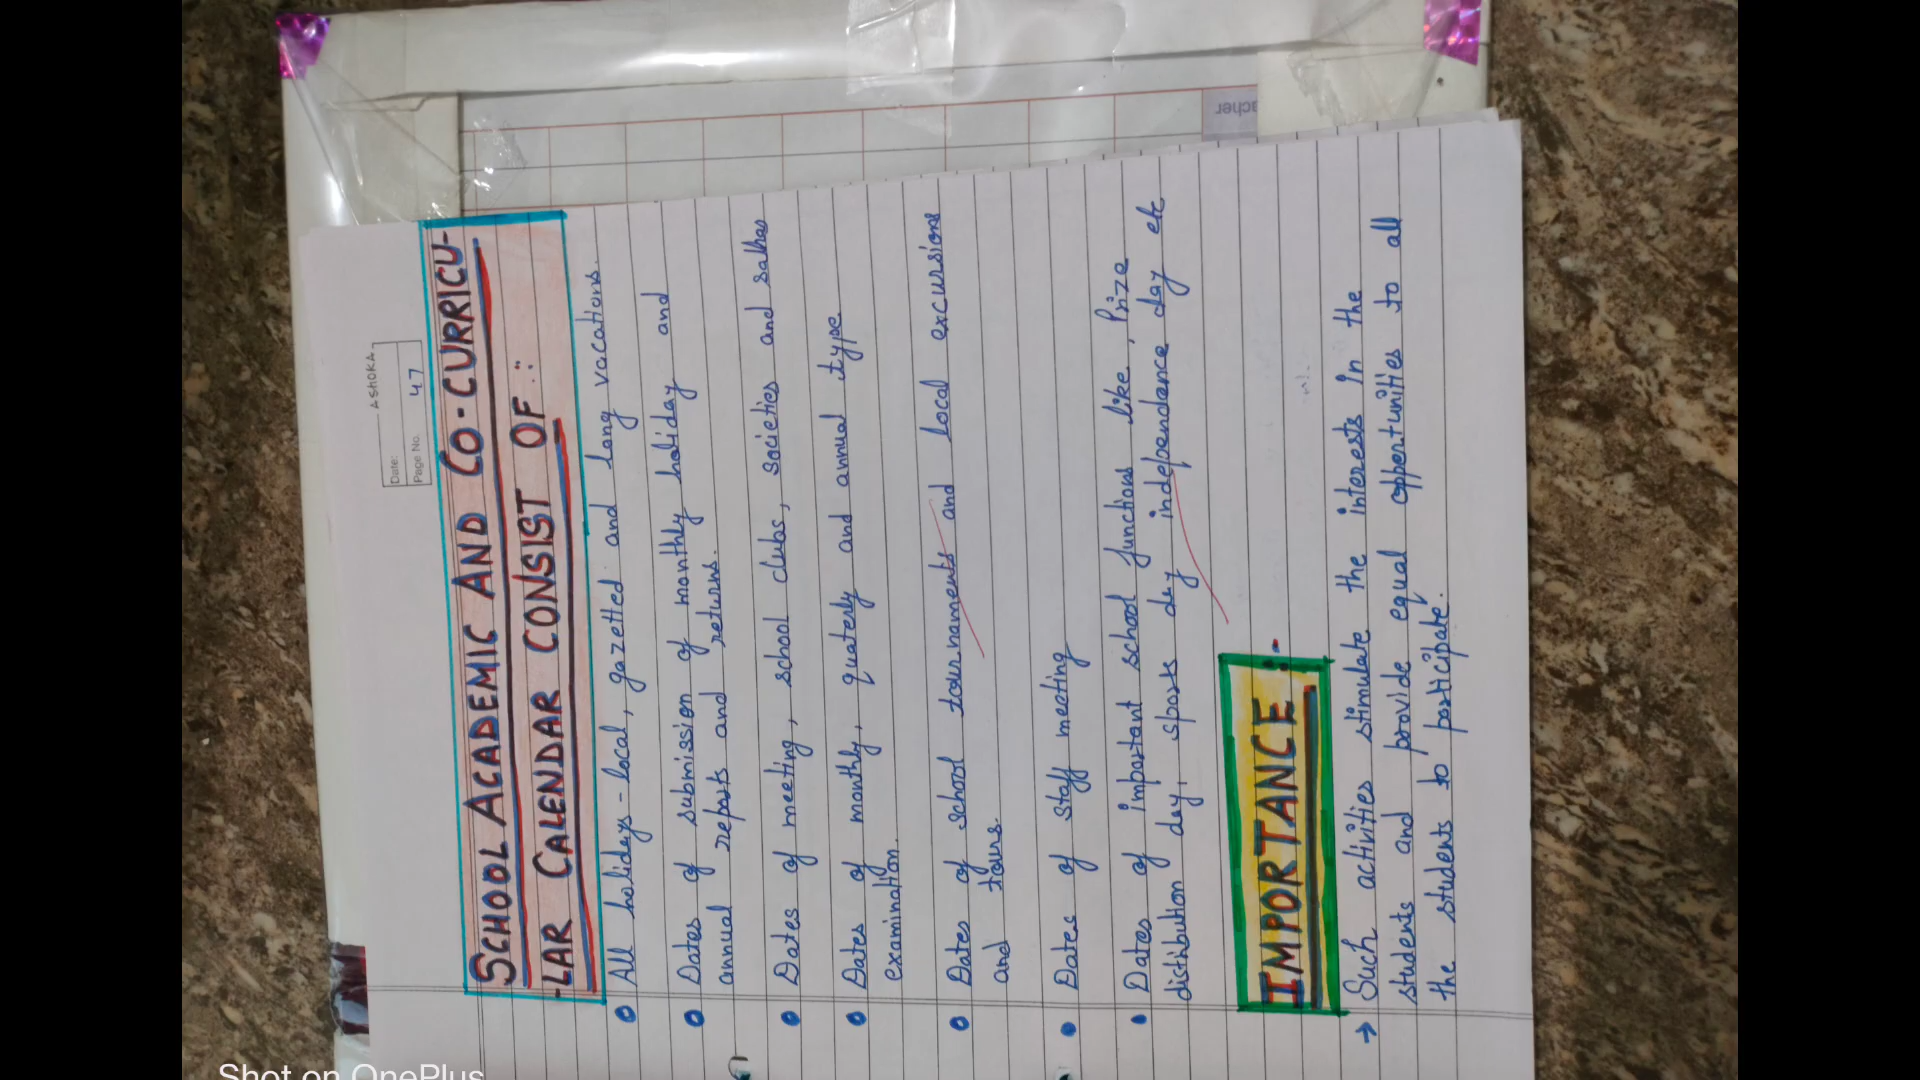 ASHOKA
Date:
Page No. 47
SCHOOL ACADEMIC AND CO-CURRICU-
-LAR CALENDAR CONSIST OF :
All holidays - local, gazetted and long vacations.
Dates of submission of monthly holiday and
annual reports and returns.
Dates of meeting, school clubs, societies and
Dates of monthly, quaterly and annual type
examination.
Dates of school tournaments and local excursions
and tours.
Dates of staff meeting
Dates of important school functions like, Prize
distribution day, sports day independence day etc
IMPORTANCE :-
→ Such activities stimulate the interests in the
students and provide equal opportunities to all
the students to participate.
acher
Shot on OnePlus